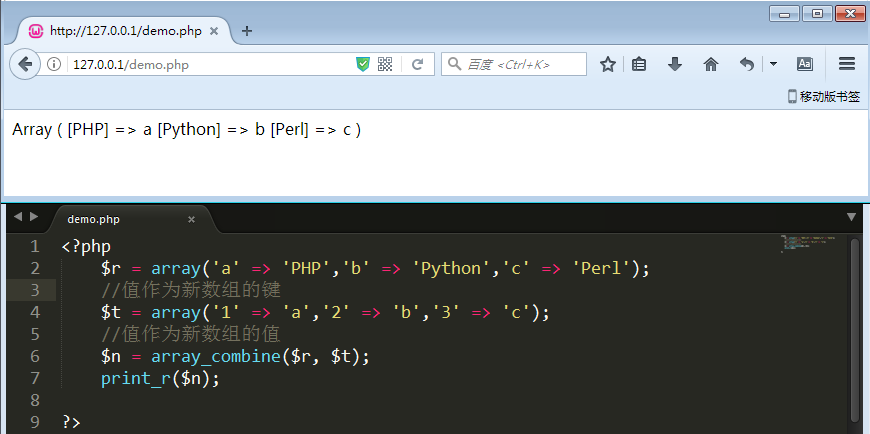 http://127.0.0.1/demo.php
127.0.0.1/demo.php
百度 <Ctrl+K>
Aa
移动版书签
Array ( [PHP] => a [Python] => b [Perl] => c )
demo.php
1 <?php
2 $r = array('a' => 'PHP','b' => 'Python','c' => 'Perl');
3 //值作为新数组的键
4 $t = array('1' => 'a','2' => 'b','3' => 'c');
5 //值作为新数组的值
6 $n = array_combine($r, $t);
7 print_r($n);
8
9 ?>